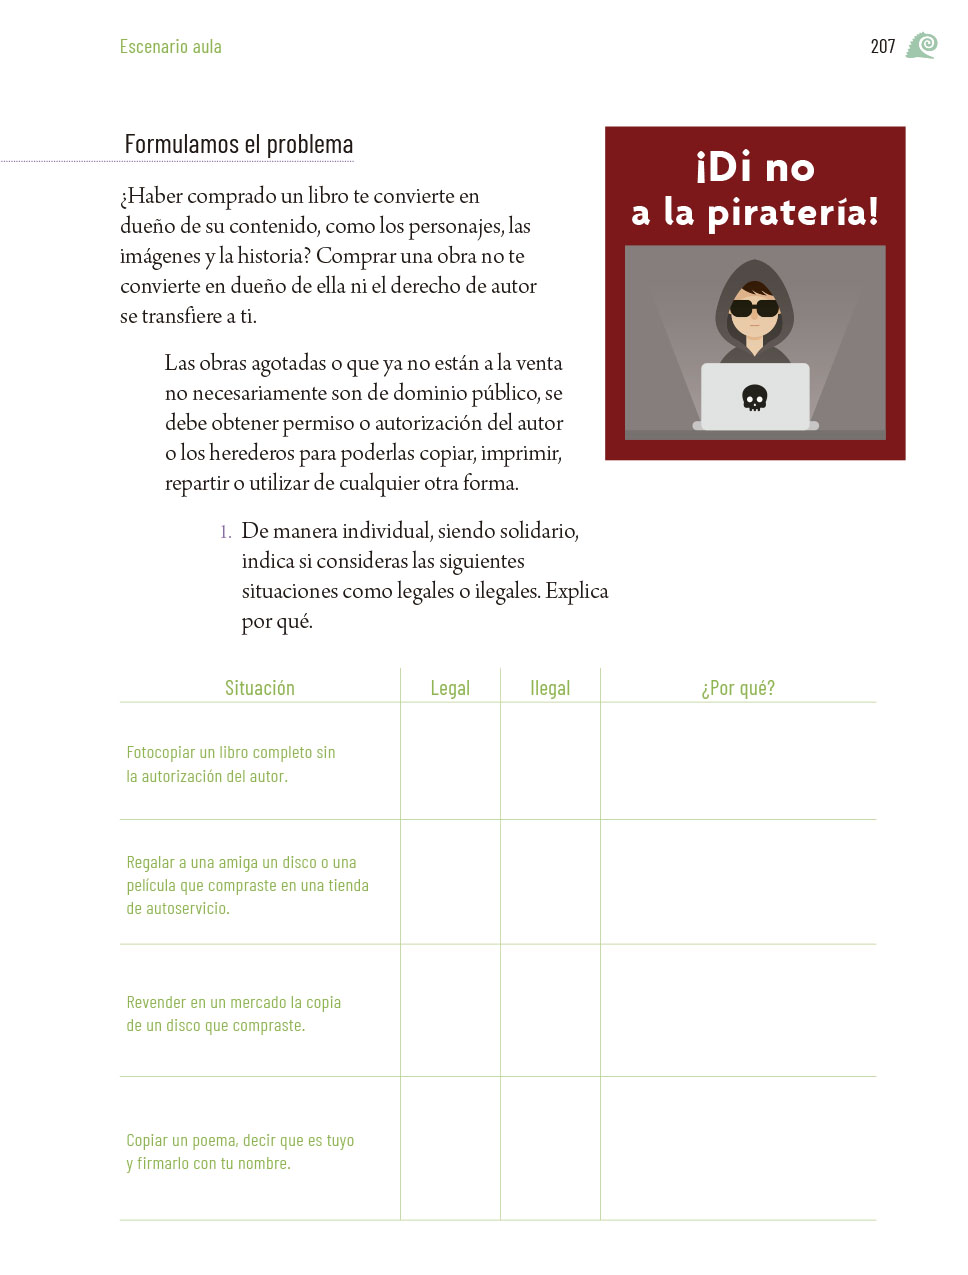 Escenario aula
207
Formulamos el problema
¡Di no
a la piratería!
¿Haber comprado un libro te convierte en
dueño de su contenido, como los personajes, las
imágenes y la historia? Comprar una obra no te
convierte en dueño de ella ni el derecho de autor
se transfiere a ti.
Las obras agotadas o que ya no están a la venta
no necesariamente son de dominio público, se
debe obtener permiso o autorización del autor
o los herederos para poderlas copiar, imprimir,
repartir o utilizar de cualquier otra forma.
1. De manera individual, siendo solidario,
indica si consideras las siguientes
situaciones como legales o ilegales. Explica
por qué.
Situación Legal Ilegal ¿Por qué?
Fotocopiar un libro completo sin
la autorización del autor.
Regalar a una amiga un disco o una
película que compraste en una tienda
de autoservicio.
Revender en un mercado la copia
de un disco que compraste.
Copiar un poema, decir que es tuyo
y firmarlo con tu nombre.